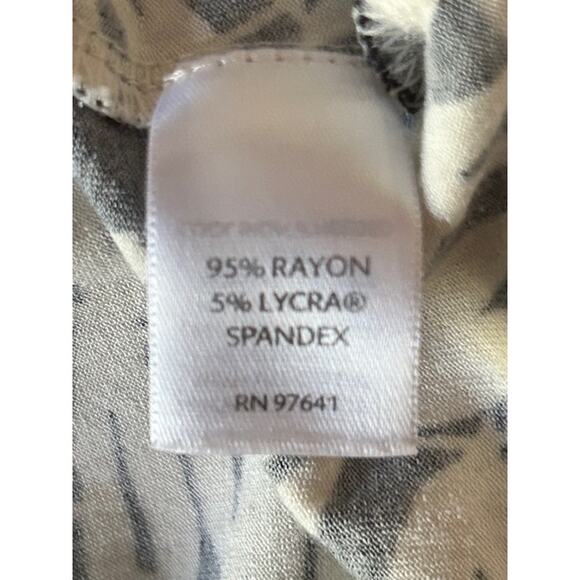 95% RAYON
5% LYCRA®
SPANDEX
RN 97641